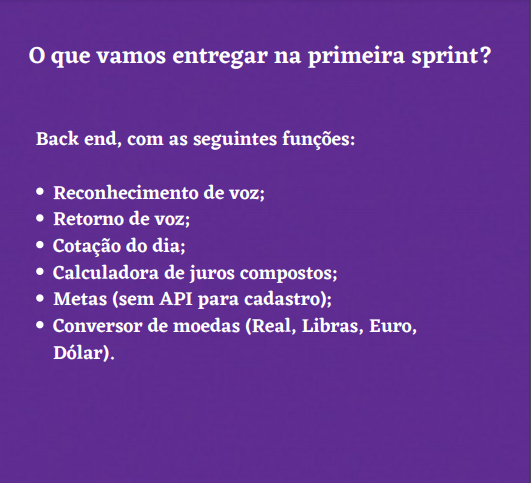 O que vamos entregar na primeira sprint?
Back end, com as seguintes funções:
• Reconhecimento de voz;
• Retorno de voz;
• Cotação do dia;
• Calculadora de juros compostos;
• Metas (sem API para cadastro);
• Conversor de moedas (Real, Libras, Euro,
Dólar).